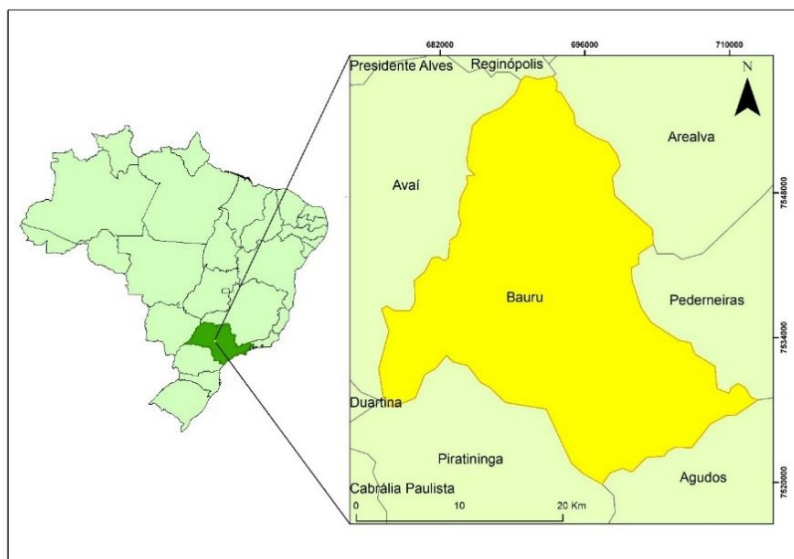 682000
696000
710000
Presidente Alves
Reginópolis
N
Arealva
Avaí
7548000
Bauru
Pederneiras
7534000
Duartina
Piratininga
Agudos
Cabrália Paulista
7520000
0
10
20 Km